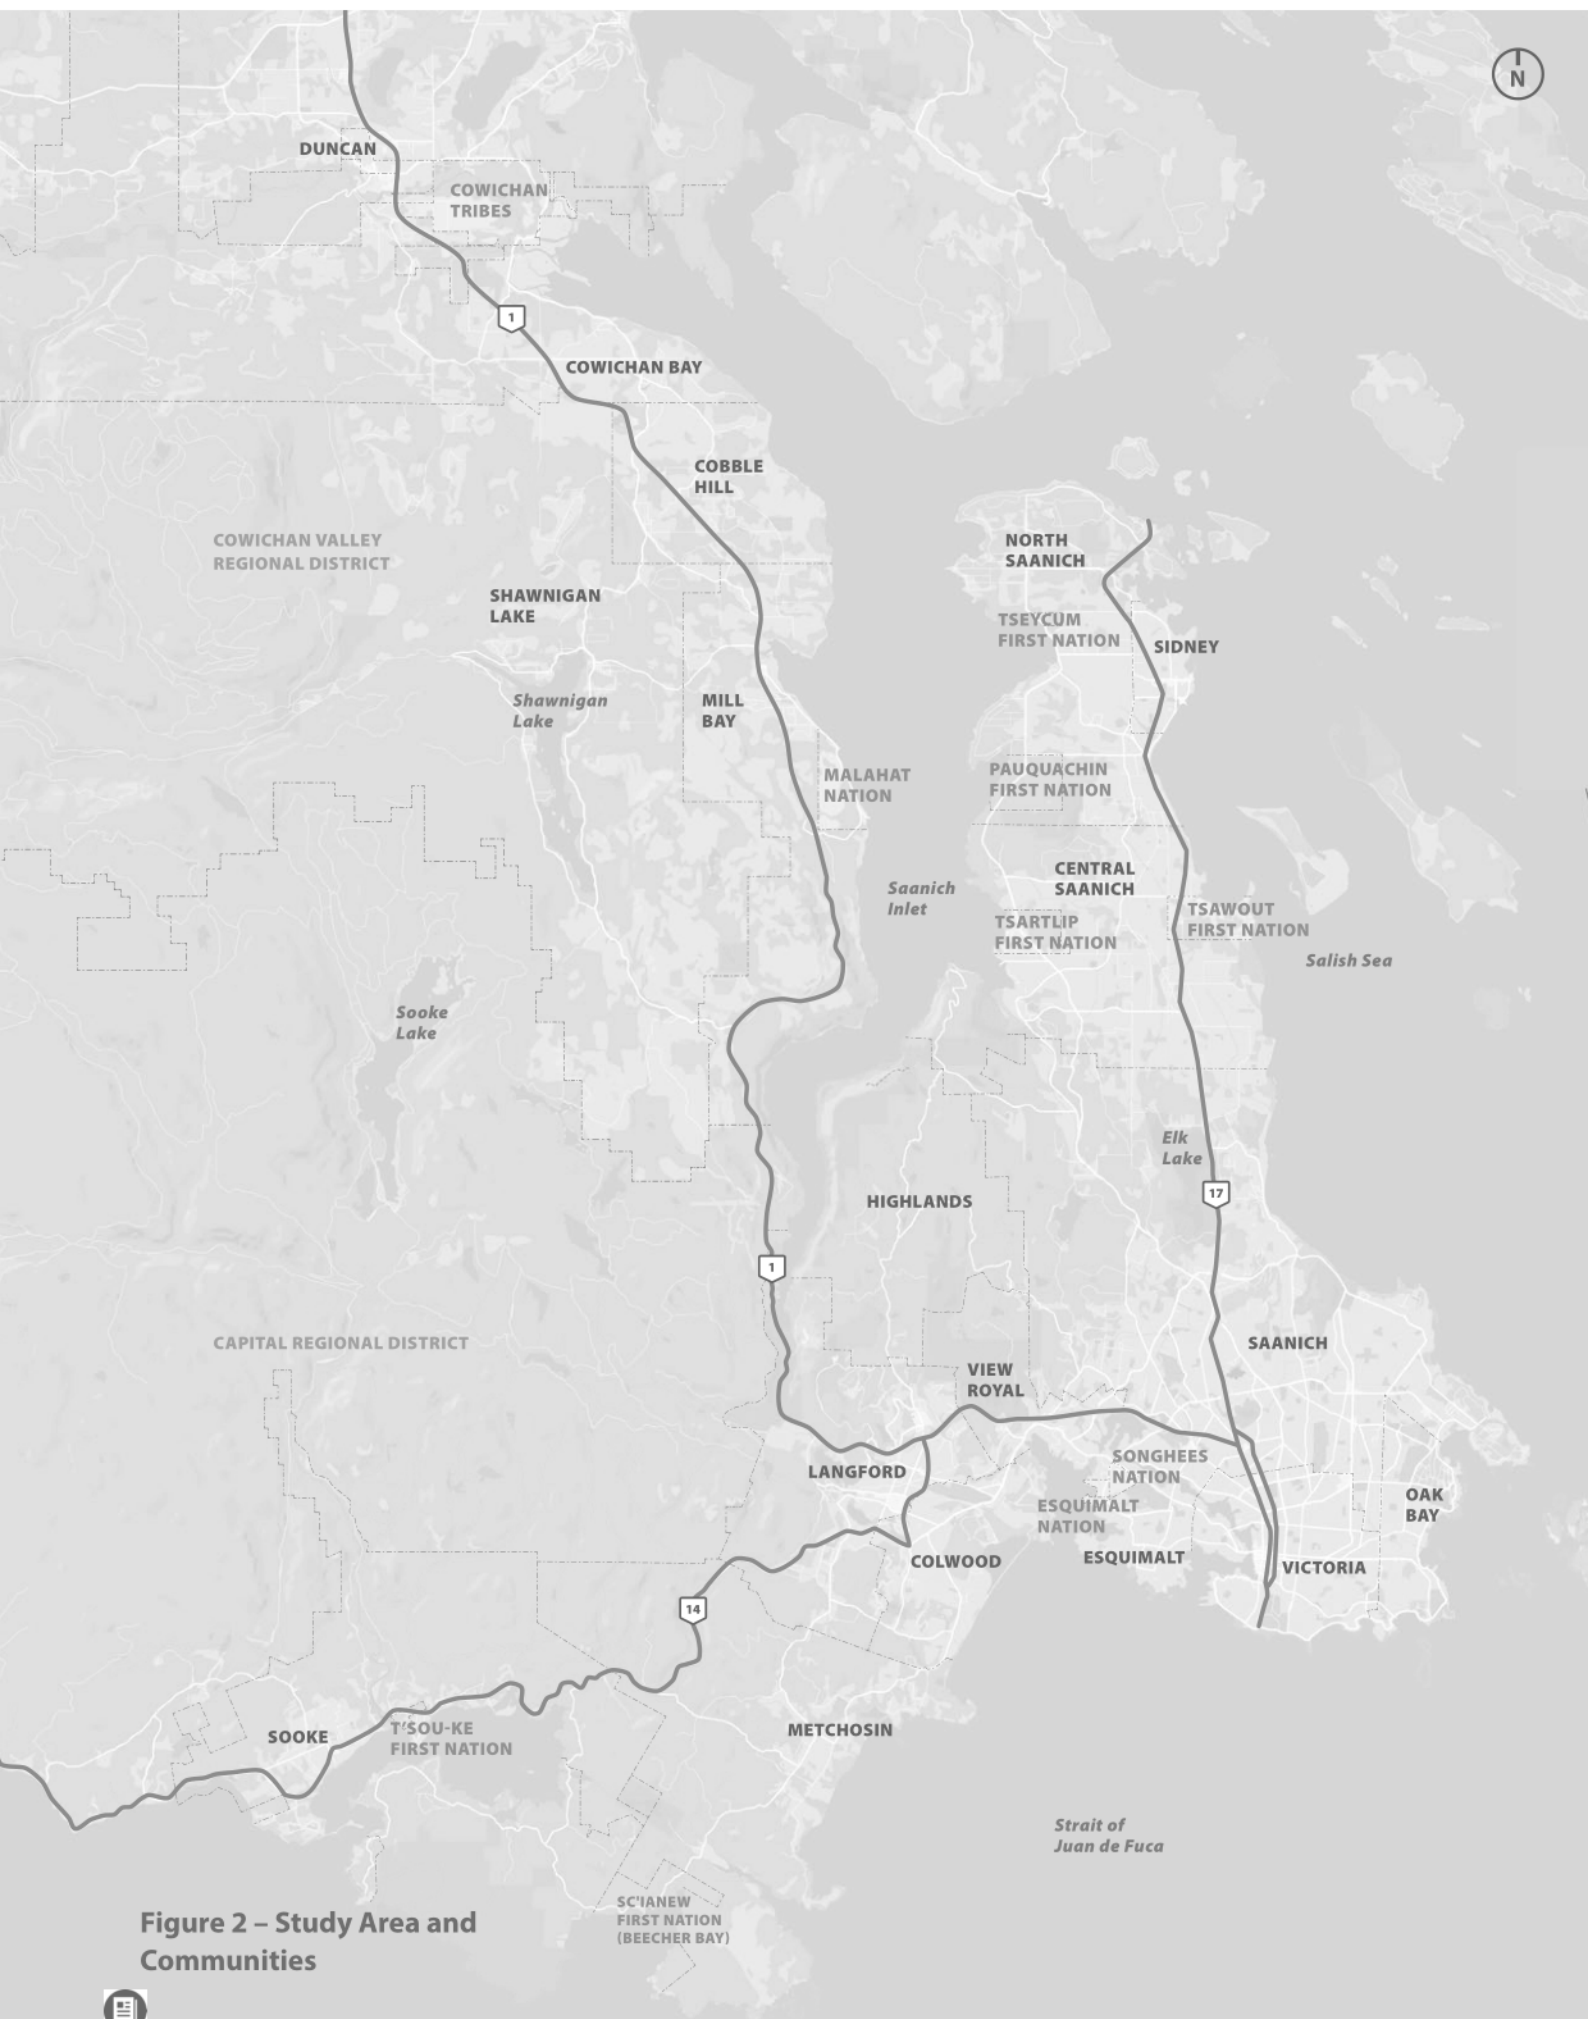 N
DUNCAN
COWICHAN
TRIBES
1
COWICHAN BAY
COBBLE
HILL
COWICHAN VALLEY
REGIONAL DISTRICT
NORTH
SAANICH
SHAWNIGAN
LAKE
TSEYCUM
FIRST NATION
SIDNEY
Shawnigan
Lake
MILL
BAY
MALAHAT
NATION
PAUQUACHIN
FIRST NATION
CENTRAL
SAANICH
Saanich
Inlet
TSARTLIP
FIRST NATION
TSAWOUT
FIRST NATION
Salish Sea
Sooke
Lake
Elk
Lake
17
HIGHLANDS
1
CAPITAL REGIONAL DISTRICT
SAANICH
VIEW
ROYAL
LANGFORD
SONGHEES
NATION
ESQUIMALT
NATION
OAK
BAY
COLWOOD
ESQUIMALT
VICTORIA
14
SOOKE
T'SOU-KE
FIRST NATION
METCHOSIN
Strait of
Juan de Fuca
SC'IANEW
FIRST NATION
(BEECHER BAY)
Figure 2 – Study Area and
Communities